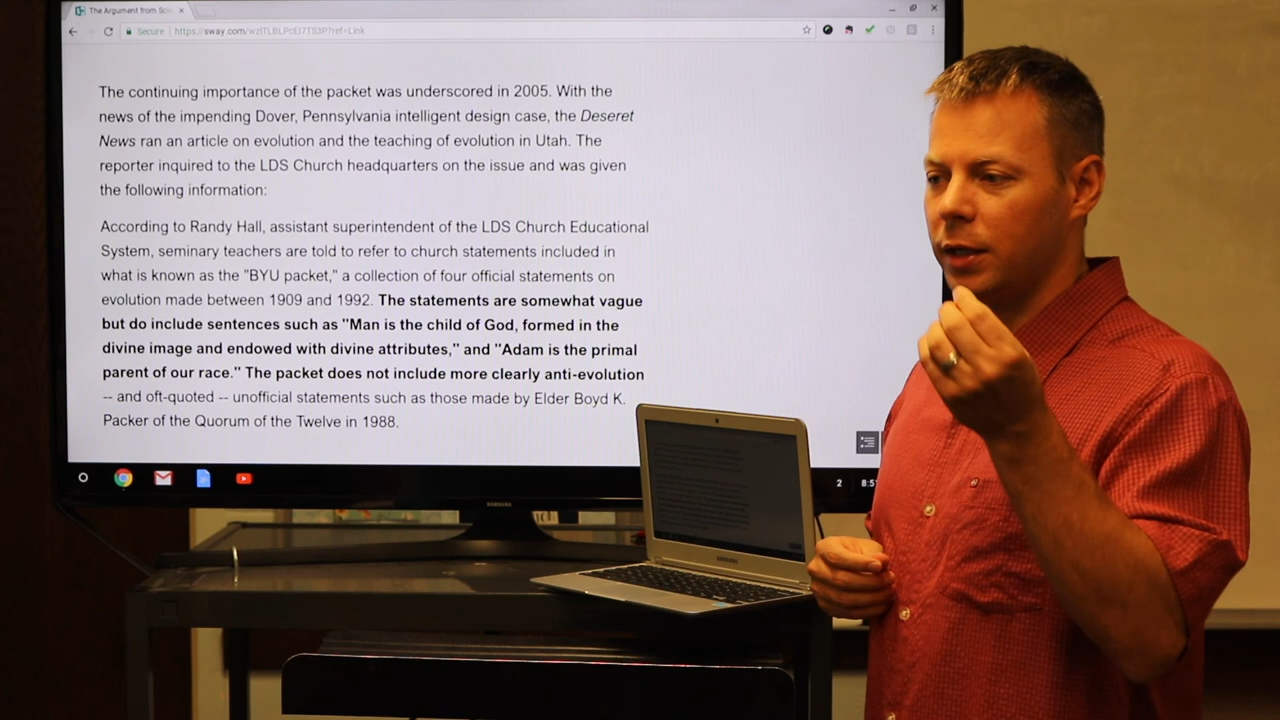 The Argument from Scie
Secure
https://sway.com/wzITLBLPcEI7TS3P?ref=Link
The continuing importance of the packet was underscored in 2005. With the
news of the impending Dover, Pennsylvania intelligent design case, the Deseret
News ran an article on evolution and the teaching of evolution in Utah. The
reporter inquired to the LDS Church headquarters on the issue and was given
the following information:
According to Randy Hall, assistant superintendent of the LDS Church Educational
System, seminary teachers are told to refer to church statements included in
what is known as the "BYU packet," a collection of four official statements on
evolution made between 1909 and 1992. The statements are somewhat vague
but do include sentences such as "Man is the child of God, formed in the
divine image and endowed with divine attributes," and "Adam is the primal
parent of our race." The packet does not include more clearly anti-evolution
-- and oft-quoted -- unofficial statements such as those made by Elder Boyd K.
Packer of the Quorum of the Twelve in 1988.
2 8:5
SAMSUNG
SAMSUNG